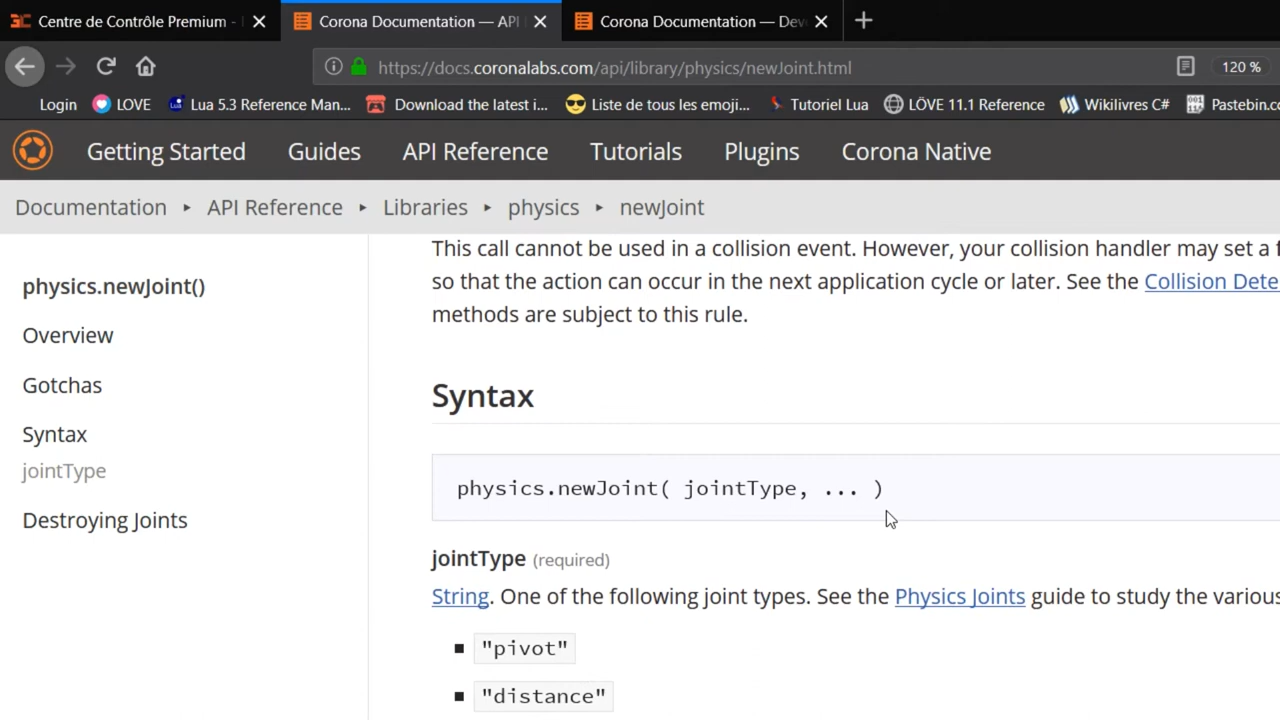 Centre de Contrôle Premium -
Corona Documentation — API
Corona Documentation — Dev
https://docs.coronalabs.com/api/library/physics/newJoint.html
120 %
Login
LOVE
Lua 5.3 Reference Man...
Download the latest i...
Liste de tous les emoji...
Tutoriel Lua
LÖVE 11.1 Reference
Wikilivres C#
Pastebin.co
Getting Started
Guides
API Reference
Tutorials
Plugins
Corona Native
Documentation ▸ API Reference ▸ Libraries ▸ physics ▸ newJoint
physics.newJoint()
Overview
Gotchas
Syntax
jointType
Destroying Joints
This call cannot be used in a collision event. However, your collision handler may set a f
so that the action can occur in the next application cycle or later. See the Collision Dete
methods are subject to this rule.
Syntax
physics.newJoint( jointType, ... )
jointType (required)
String. One of the following joint types. See the Physics Joints guide to study the various
"pivot"
"distance"